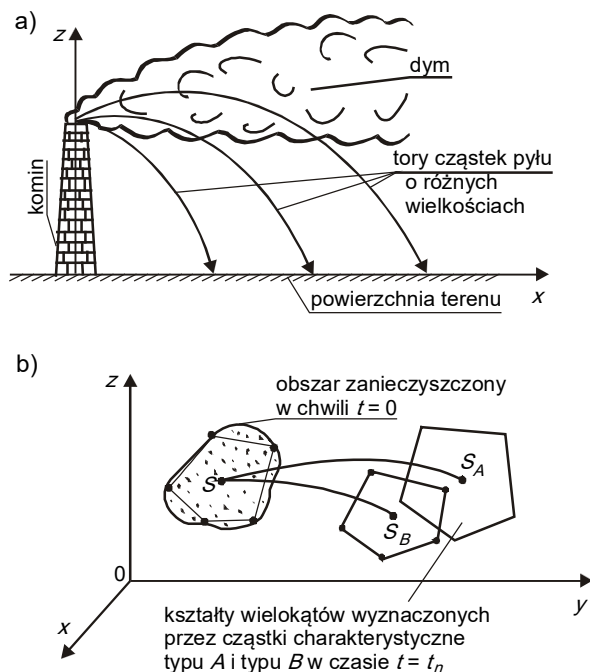 a)
z
dym
tory cząstek pyłu
o różnych
wielkościach
komin
x
powierzchnia terenu
b)
z
obszar zanieczyszczony
w chwili t = 0
S
S_A
S_B
0
y
x
kształty wielokątów wyznaczonych
przez cząstki charakterystyczne
typu A i typu B w czasie t = t_n